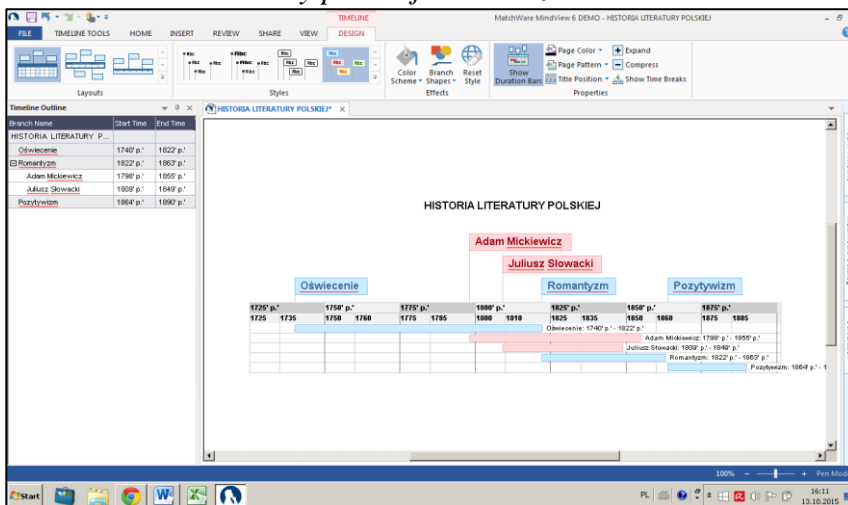 TIMELINE
MatchWare MindView 6 DEMO - HISTORIA LITERATURY POLSKIEJ
FILE TIMELINE TOOLS HOME INSERT REVIEW SHARE VIEW DESIGN
Color Scheme
Branch Shapes
Reset Style
Show Duration Bars
Page Color
Page Pattern
Title Position
Expand
Compress
Show Time Breaks
Layouts Styles Effects Properties
Timeline Outline
HISTORIA LITERATURY POLSKIEJ*
Branch Name Start Time End Time
HISTORIA LITERATURY P...
Oświecenie 1740' p.' 1822' p.'
Romantyzm 1822' p.' 1863' p.'
Adam Mickiewicz 1798' p.' 1855' p.'
Juliusz Słowacki 1809' p.' 1849' p.'
Pozytywizm 1864' p.' 1890' p.'
HISTORIA LITERATURY POLSKIEJ
Adam Mickiewicz
Juliusz Słowacki
Oświecenie Romantyzm Pozytywizm
1725' p.' 1750' p.' 1775' p.' 1800' p.' 1825' p.' 1850' p.' 1875' p.'
1725 1735 1750 1760 1775 1785 1800 1810 1825 1835 1850 1860 1875 1885
Oświecenie: 1740' p.' - 1822' p.'
Adam Mickiewicz: 1798' p.' - 1855' p.'
Juliusz Słowacki: 1809' p.' - 1849' p.'
Romantyzm: 1822' p.' - 1863' p.'
Pozytywizm: 1864' p.' - 1
100% Pen Mod
Start
PL 16:11
13.10.2015